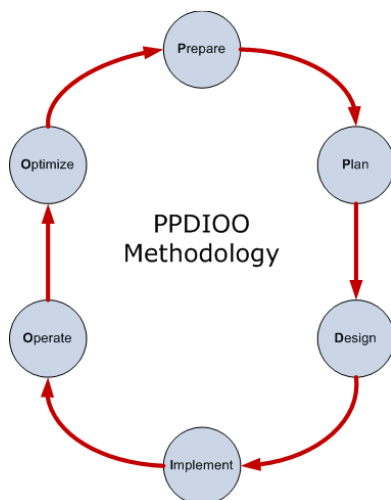 Prepare
Optimize
Plan
PPDIOO
Methodology
Operate
Design
Implement